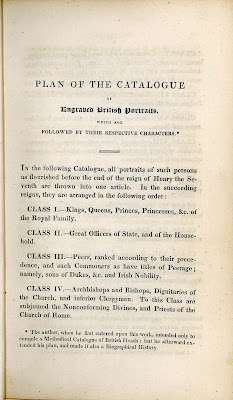 PLAN OF THE CATALOGUE
OF
Engraved British Portraits,
WHICH ARE
FOLLOWED BY THEIR RESPECTIVE CHARACTERS.*
IN the following Catalogue, all portraits of such persons
as flourished before the end of the reign of Henry the Se-
venth are thrown into one article. In the succeeding
reigns, they are arranged in the following order:
CLASS I.—Kings, Queens, Princes, Princesses, &c. of
the Royal Family.
CLASS II.—Great Officers of State, and of the House-
hold.
CLASS III.—Peers, ranked according to their prece-
dence, and such Commoners as have titles of Peerage;
namely, sons of Dukes, &c. and Irish Nobility.
CLASS IV.—Archbishops and Bishops, Dignitaries of
the Church, and inferior Clergymen. To this Class are
subjoined the Nonconforming Divines, and Priests of the
Church of Rome.
* The author, when he first entered upon this work, intended only to
compile a Methodical Catalogue of British Heads; but he afterward ex-
tended his plan, and made it also a Biographical History.